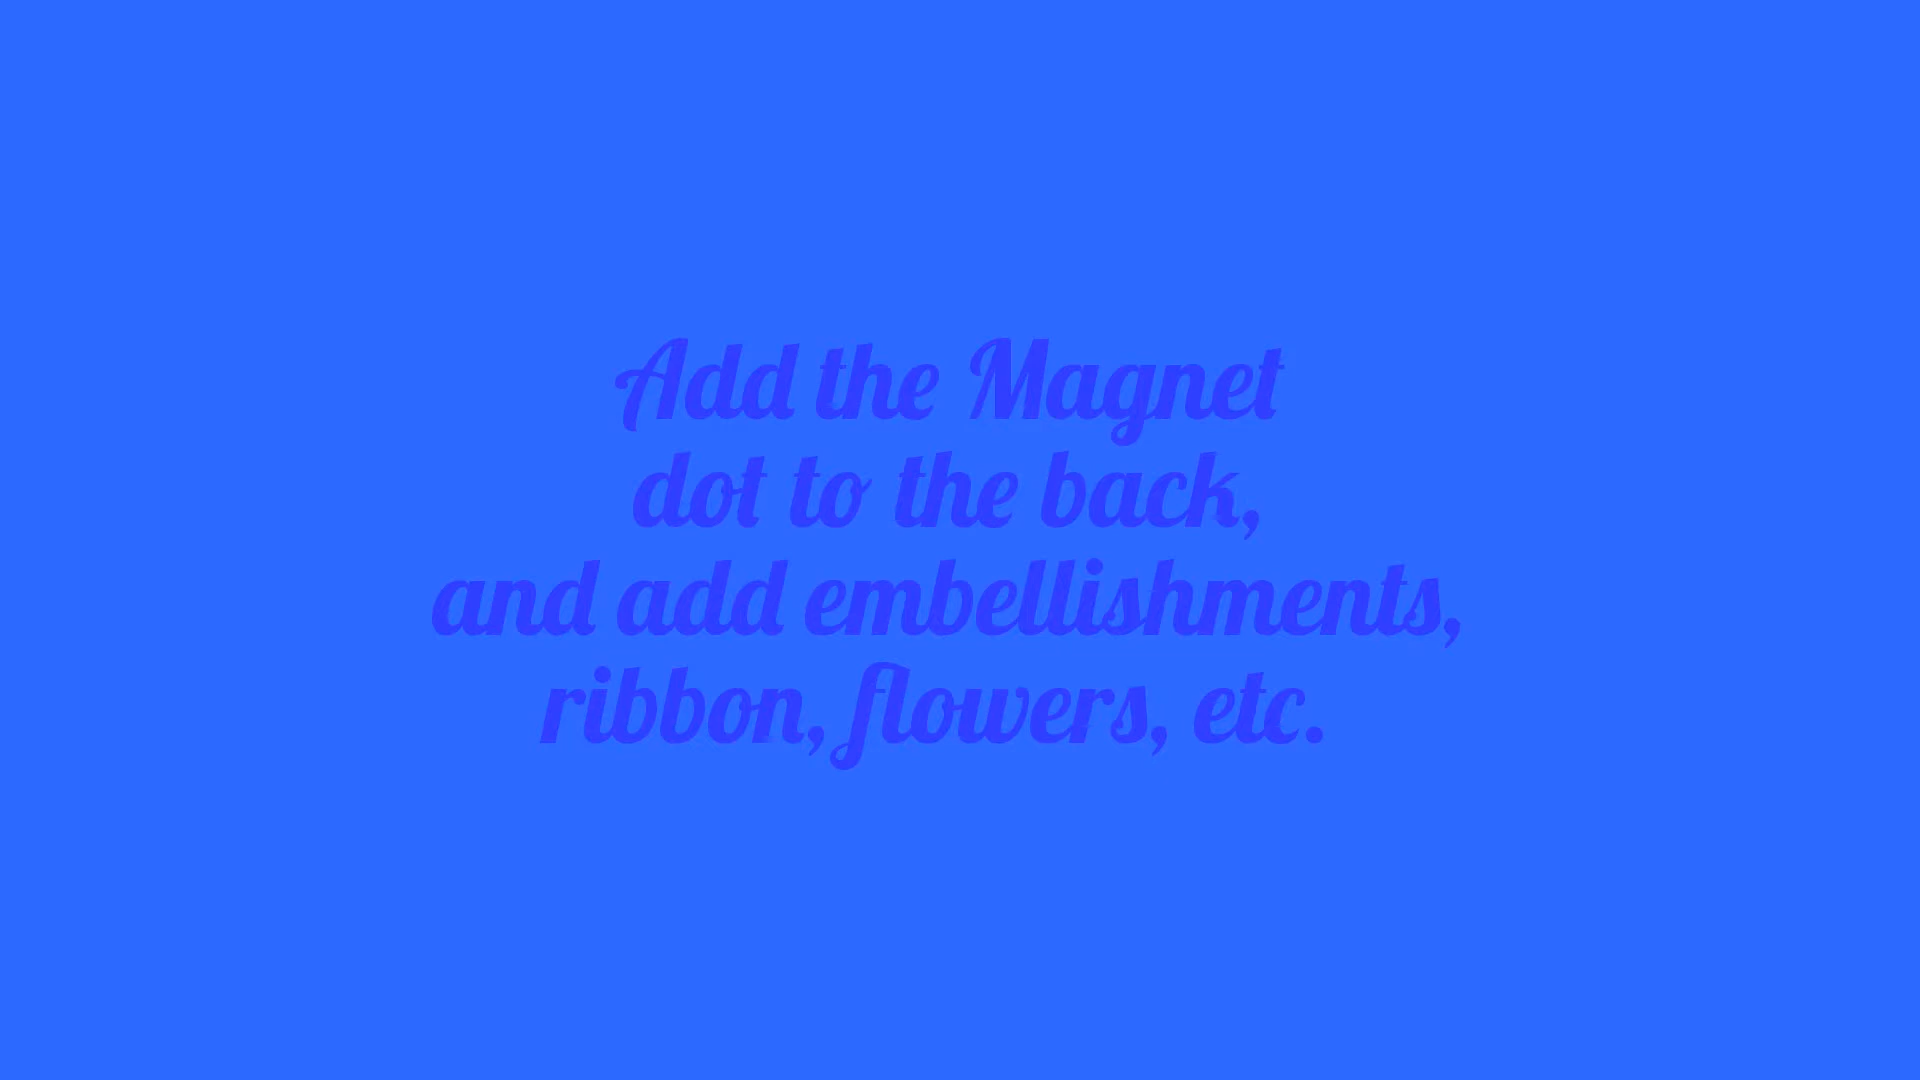 Add the Magnet
dot to the back,
and add embellishments,
ribbon, flowers, etc.